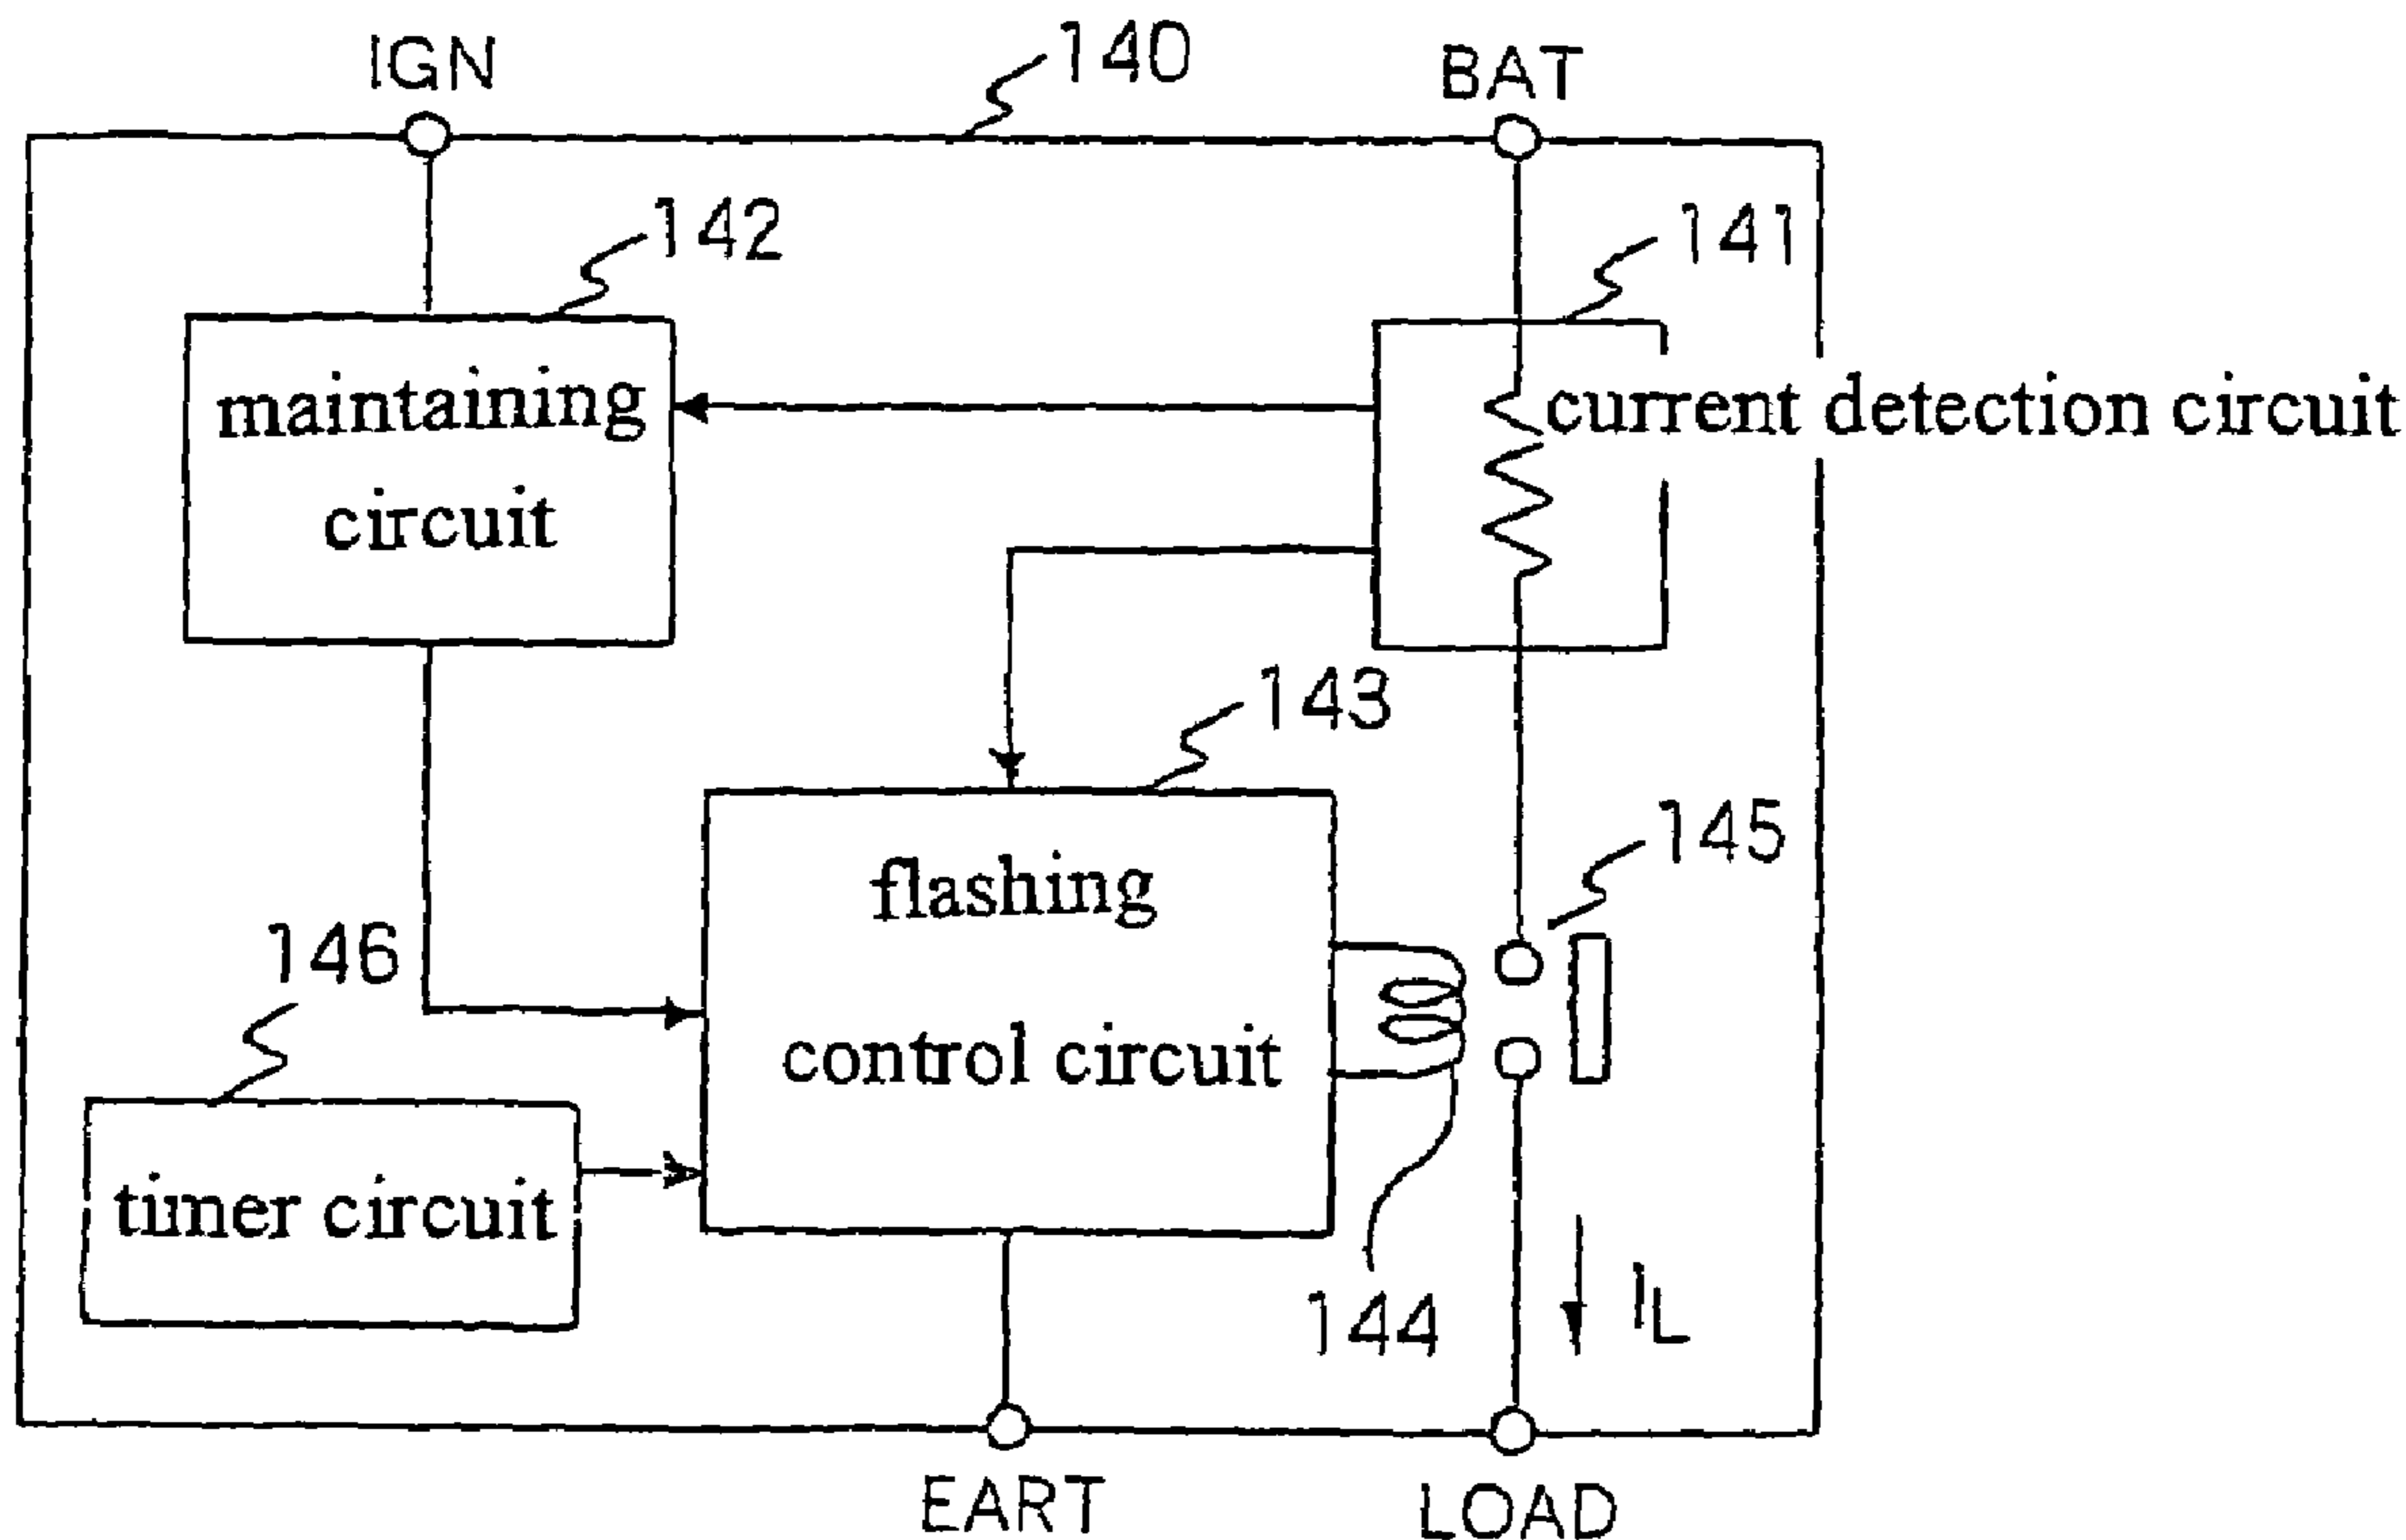 IGN
140
BAT
142
141
maintaining
circuit
current detection circuit
143
flashing
control circuit
145
146
timer circuit
144
IL
EART
LOAD